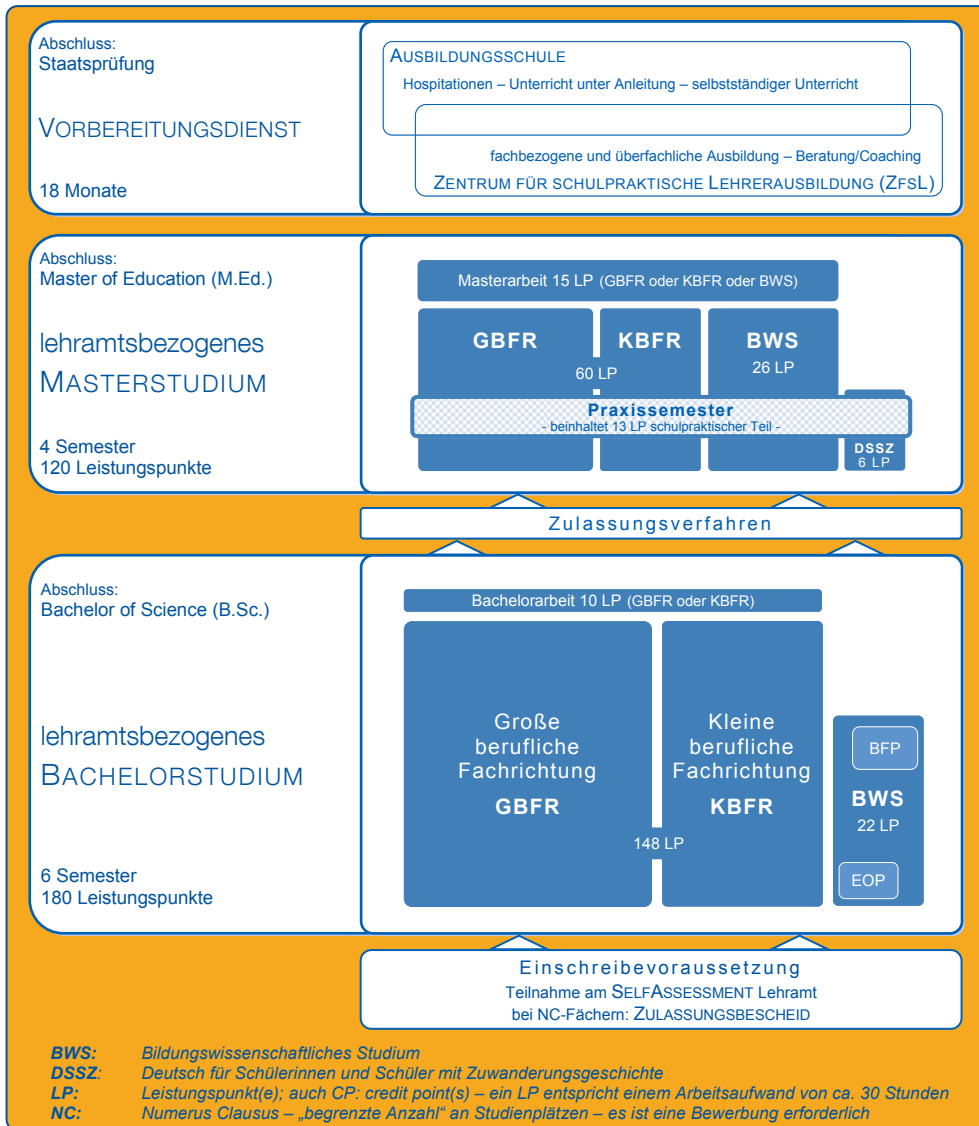 Abschluss:
Staatsprüfung
VORBEREITUNGSDIENST
18 Monate
AUSBILDUNGSSCHULE
Hospitationen – Unterricht unter Anleitung – selbstständiger Unterricht
fachbezogene und überfachliche Ausbildung – Beratung/Coaching
ZENTRUM FÜR SCHULPRAKTISCHE LEHRERAUSBILDUNG (ZFSL)
Abschluss:
Master of Education (M.Ed.)
lehramtsbezogenes
MASTERSTUDIUM
4 Semester
120 Leistungspunkte
Masterarbeit 15 LP (GBFR oder KBFR oder BWS)
GBFR KBFR BWS
60 LP 26 LP
Praxissemester
- beinhaltet 13 LP schulpraktischer Teil -
DSSZ
6 LP
Zulassungsverfahren
Abschluss:
Bachelor of Science (B.Sc.)
lehramtsbezogenes
BACHELORSTUDIUM
6 Semester
180 Leistungspunkte
Bachelorarbeit 10 LP (GBFR oder KBFR)
Große
berufliche
Fachrichtung
GBFR
Kleine
berufliche
Fachrichtung
KBFR
148 LP
BFP
BWS
22 LP
EOP
Einschreibevoraussetzung
Teilnahme am SELFASSESSMENT Lehramt
bei NC-Fächern: ZULASSUNGSBESCHEID
BWS: Bildungswissenschaftliches Studium
DSSZ: Deutsch für Schülerinnen und Schüler mit Zuwanderungsgeschichte
LP: Leistungspunkt(e); auch CP: credit point(s) – ein LP entspricht einem Arbeitsaufwand von ca. 30 Stunden
NC: Numerus Clausus – „begrenzte Anzahl" an Studienplätzen – es ist eine Bewerbung erforderlich